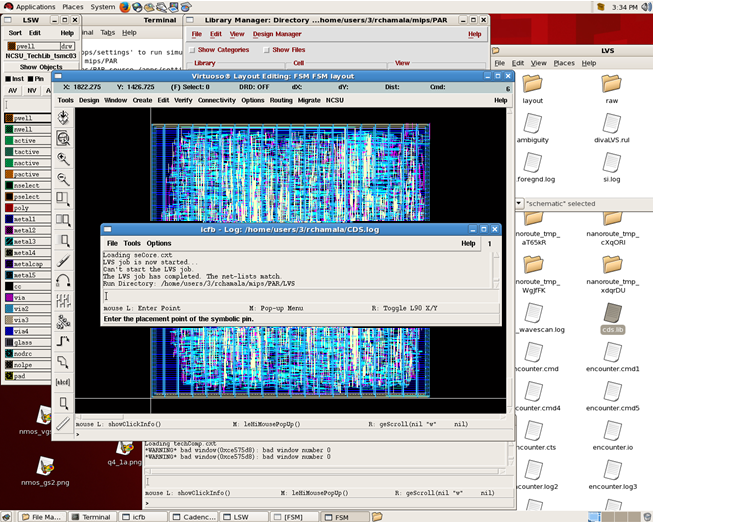 Applications Places System
3:34 PM
LSW
Sort Edit Help
pwell drw
NCSU_TechLib_tsmc03
Show Objects
Inst Pin
AV NV
pwell
nwell
active
tactive
nactive
pactive
nselect
pselect
poly
metal1
metal2
metal3
metal4
metalcap
metal5
cc
via
via2
via3
via4
glass
nodrc
nolpe
pad
Terminal
Tabs Help
pps/settings' to run simu
mips/PAR
Library Manager: Directory ...home/users/3/rchamala/mips/PAR
File Edit View Design Manager Help
Show Categories Show Files
Library Cell View
Virtuoso® Layout Editing: FSM FSM layout
X: 1822.275 Y: 1426.725 (F) Select: 0 DRD: OFF dX: dY: Dist: Cmd: 6
Tools Design Window Create Edit Verify Connectivity Options Routing Migrate NCSU Help
[abcd]
icfb - Log: /home/users/3/rchamala/CDS.log
File Tools Options Help 1
Loading seCore.cxt
LVS job is now started...
Can't start the LVS job.
The LVS job has completed. The net-lists match.
Run Directory: /home/users/3/rchamala/mips/PAR/LVS
mouse L: Enter Point M: Pop-up Menu R: Toggle L90 X/Y
Enter the placement point of the symbolic pin.
mouse L: showClickInfo() M: leHiMousePopUp() R: geScroll(nil "w" nil)
>
Loading techComp.cxt
*WARNING* bad window(0xce575d8): bad window number 0
*WARNING* bad window(0xce575d8): bad window number 0
mouse L: showClickInfo() M: leHiMousePopUp() R: geScroll(nil "w" nil)
>
LVS
File Edit View Places Help
layout raw
ambiguity divaLVS.rul
.foregnd.log si.log
"schematic" selected
nanoroute_tmp_aT65kR nanoroute_tmp_cXqORI
nanoroute_tmp_WgJfFK nanoroute_tmp_xdqrDU
_wavescan.log cds.lib
encounter.cmd encounter.cmd1
encounter.cmd4 encounter.cmd5
encounter.cts encounter.io
encounter.log2 encounter.log3
nmos_vgs
q4_1a.png
nmos_gs2.png
File Ma... Terminal icfb Cadenc... LSW [FSM] FSM